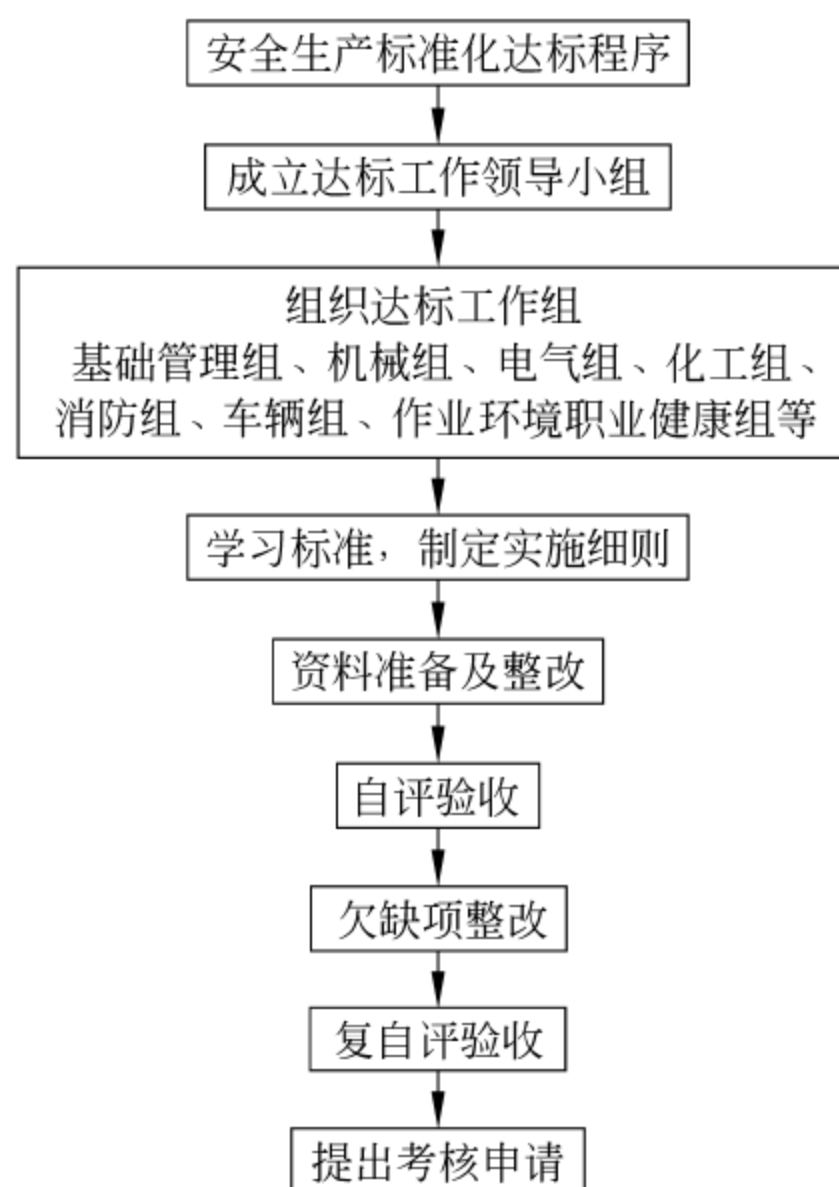 安全生产标准化达标程序
成立达标工作领导小组
组织达标工作组
基础管理组、机械组、电气组、化工组、
消防组、车辆组、作业环境职业健康组等
学习标准，制定实施细则
资料准备及整改
自评验收
欠缺项整改
复自评验收
提出考核申请